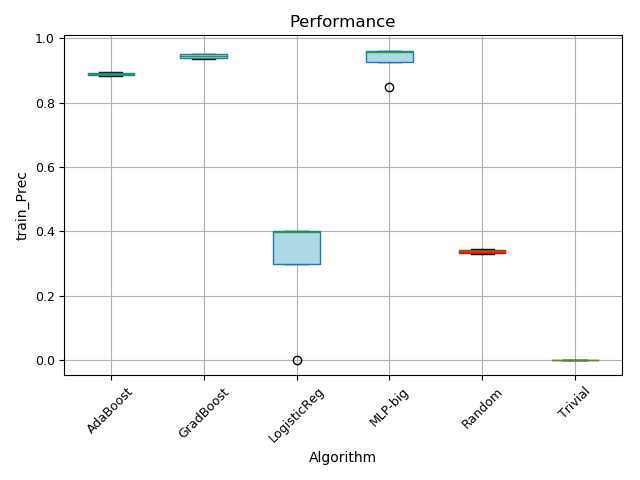 Performance
train_Prec
1.0
0.8
0.6
0.4
0.2
0.0
AdaBoost
GradBoost
LogisticReg
MLP-big
Random
Trivial
Algorithm